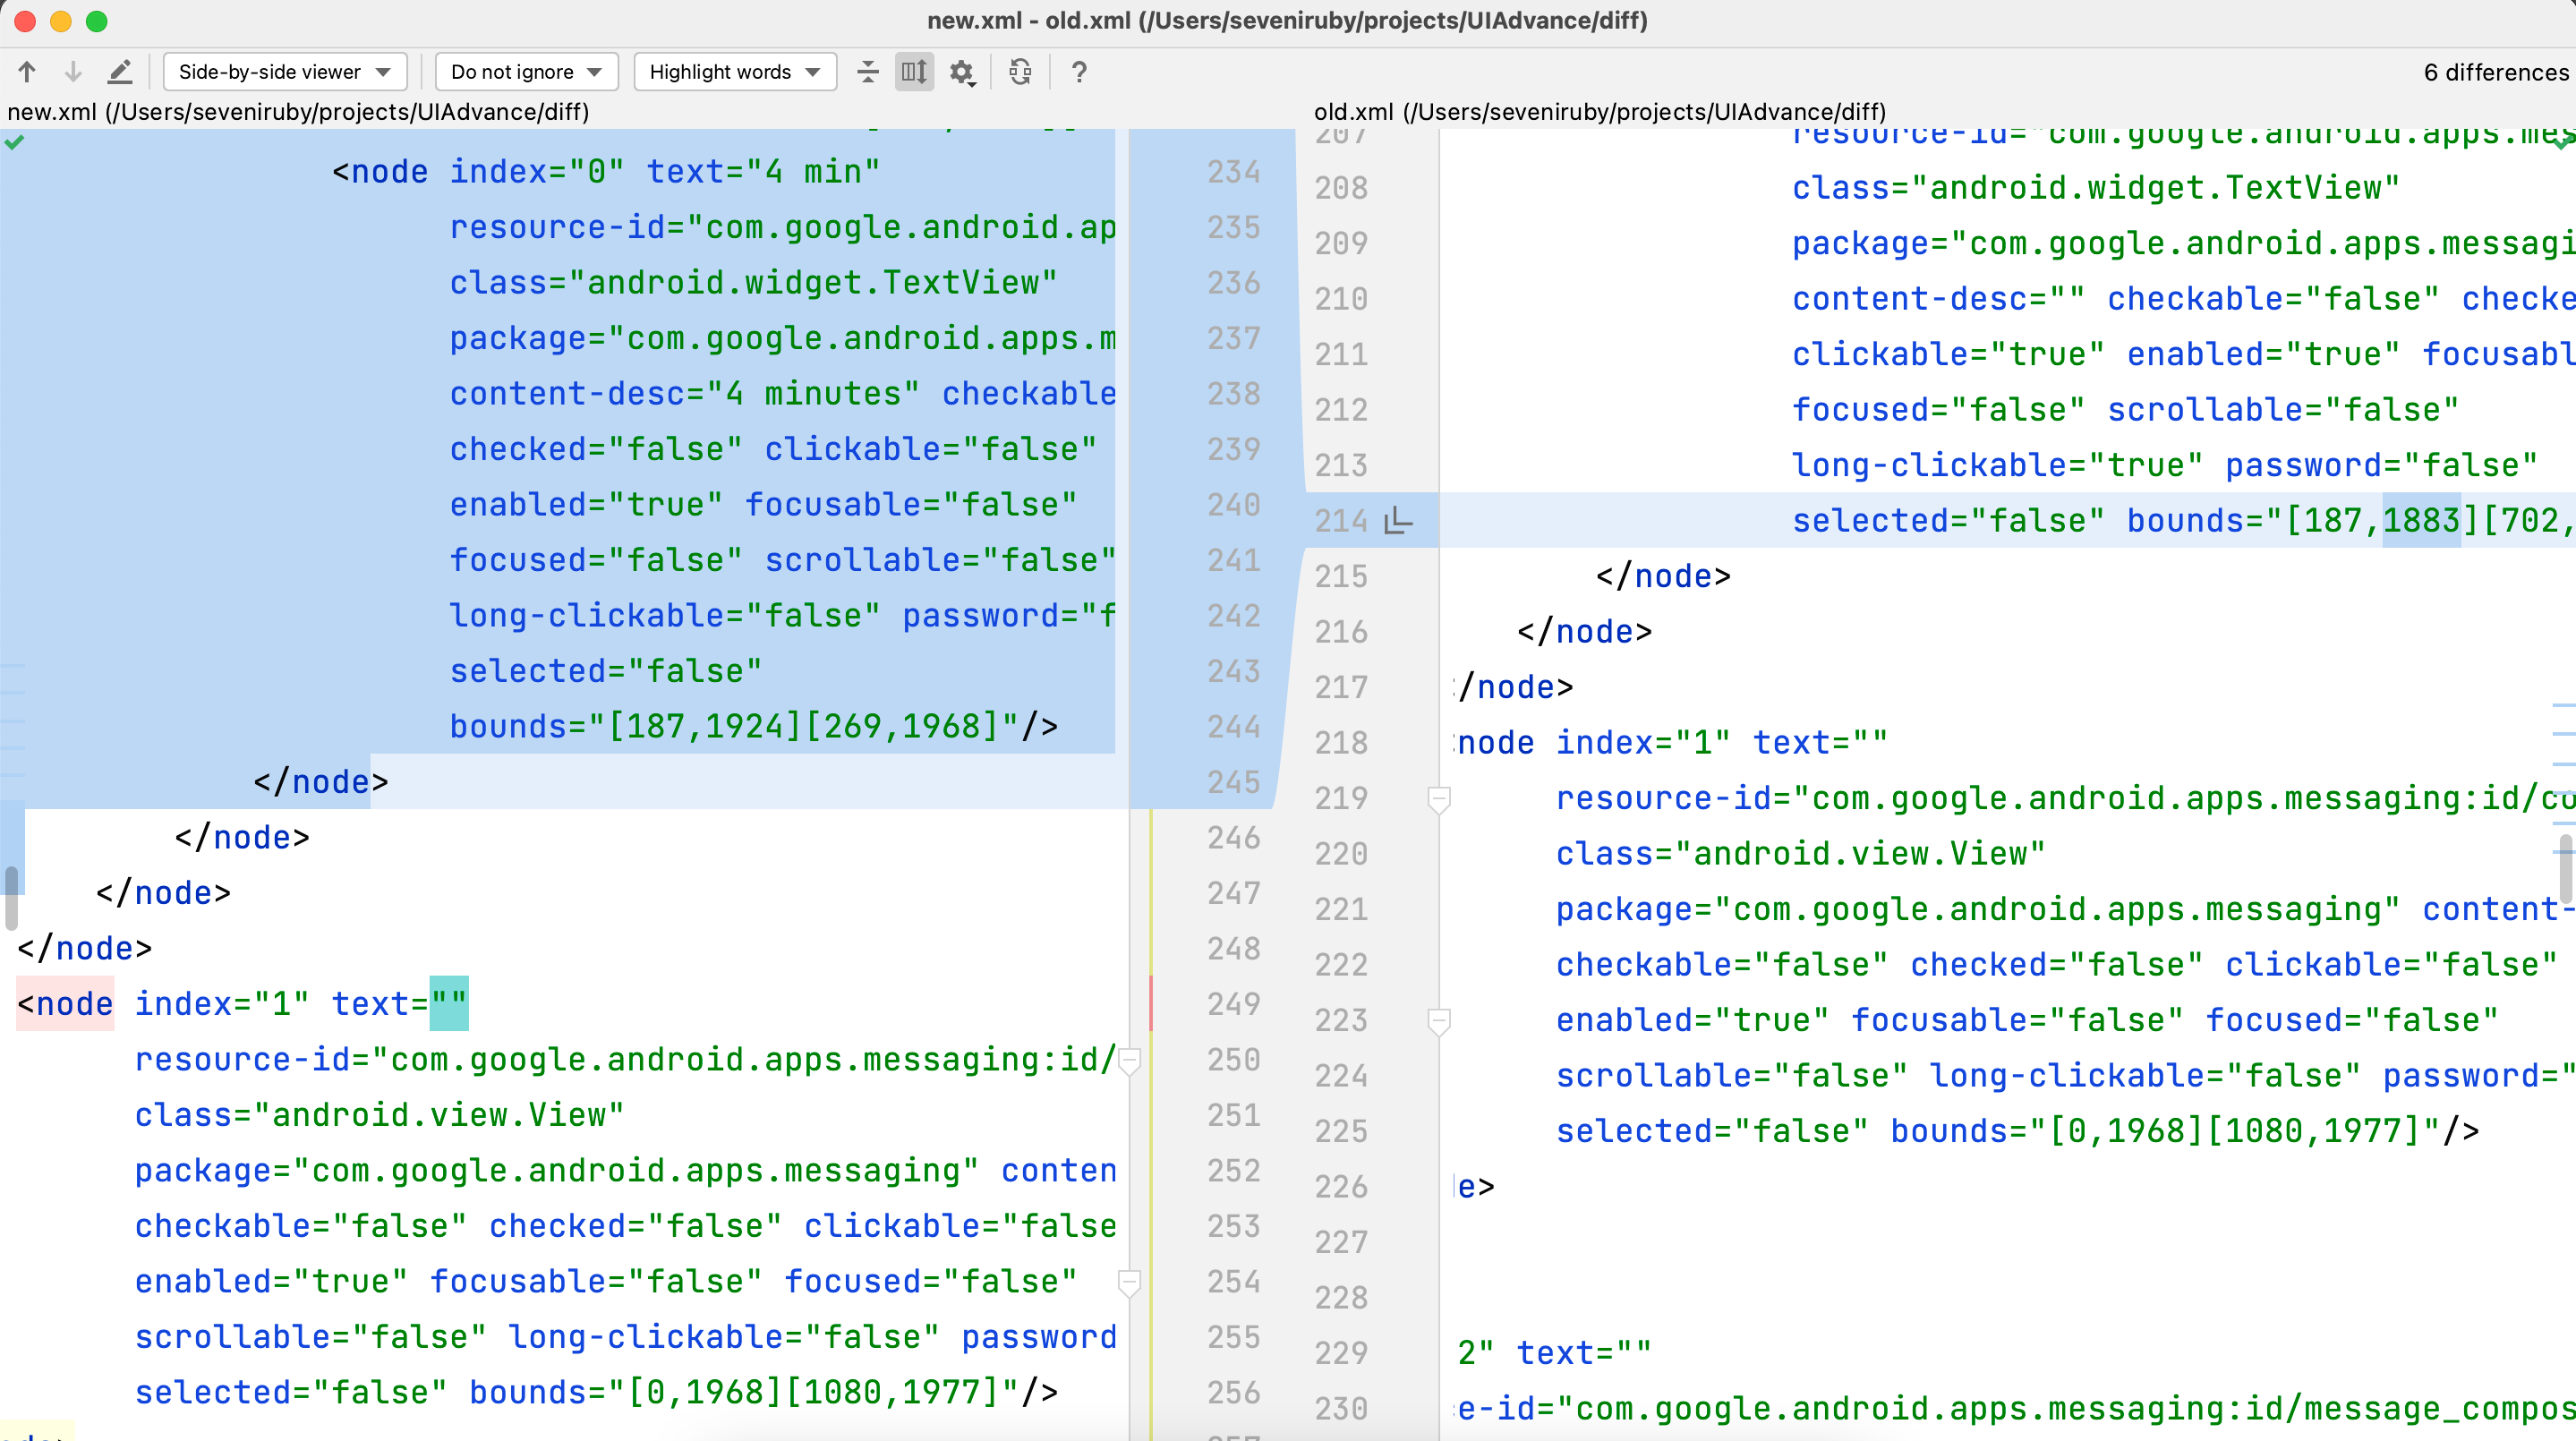 new.xml - old.xml (/Users/seveniruby/projects/UIAdvance/diff)
Side-by-side viewer Do not ignore Highlight words ? 6 differences
new.xml (/Users/seveniruby/projects/UIAdvance/diff)
<node index="0" text="4 min" 234
resource-id="com.google.android.ap 235
class="android.widget.TextView" 236
package="com.google.android.apps.m 237
content-desc="4 minutes" checkable 238
checked="false" clickable="false" 239
enabled="true" focusable="false" 240
focused="false" scrollable="false" 241
long-clickable="false" password="f 242
selected="false" 243
bounds="[187,1924][269,1968]"/> 244
</node> 245
</node> 246
</node> 247
</node> 248
<node index="1" text="" 249
resource-id="com.google.android.apps.messaging:id/ 250
class="android.view.View" 251
package="com.google.android.apps.messaging" conten 252
checkable="false" checked="false" clickable="false 253
enabled="true" focusable="false" focused="false" 254
scrollable="false" long-clickable="false" password 255
selected="false" bounds="[0,1968][1080,1977]"/> 256
old.xml (/Users/seveniruby/projects/UIAdvance/diff)
207 resource-id="com.google.android.apps.mes
208 class="android.widget.TextView"
209 package="com.google.android.apps.messagi
210 content-desc="" checkable="false" checke
211 clickable="true" enabled="true" focusabl
212 focused="false" scrollable="false"
213 long-clickable="true" password="false"
214 selected="false" bounds="[187,1883][702,
215 </node>
216 </node>
217 /node>
218 node index="1" text=""
219 resource-id="com.google.android.apps.messaging:id/co
220 class="android.view.View"
221 package="com.google.android.apps.messaging" content-
222 checkable="false" checked="false" clickable="false"
223 enabled="true" focusable="false" focused="false"
224 scrollable="false" long-clickable="false" password="
225 selected="false" bounds="[0,1968][1080,1977]"/>
226 e>
227
228
229 2" text=""
230 e-id="com.google.android.apps.messaging:id/message_compos